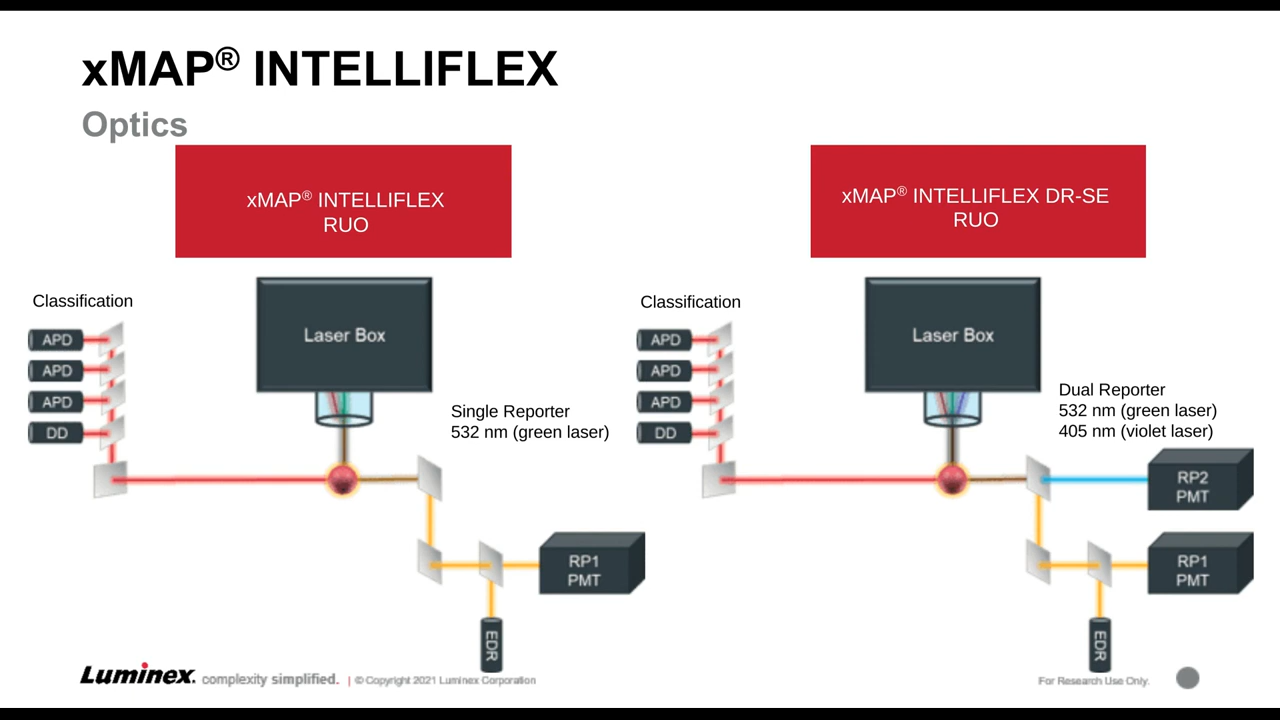 xMAP® INTELLIFLEX
Optics
xMAP® INTELLIFLEX
RUO
Classification
APD
APD
APD
DD
Laser Box
Single Reporter
532 nm (green laser)
RP1
PMT
EDR
xMAP® INTELLIFLEX DR-SE
RUO
Classification
APD
APD
APD
DD
Laser Box
Dual Reporter
532 nm (green laser)
405 nm (violet laser)
RP2
PMT
RP1
PMT
EDR
Luminex. complexity simplified. | © Copyright 2021 Luminex Corporation
For Research Use Only.